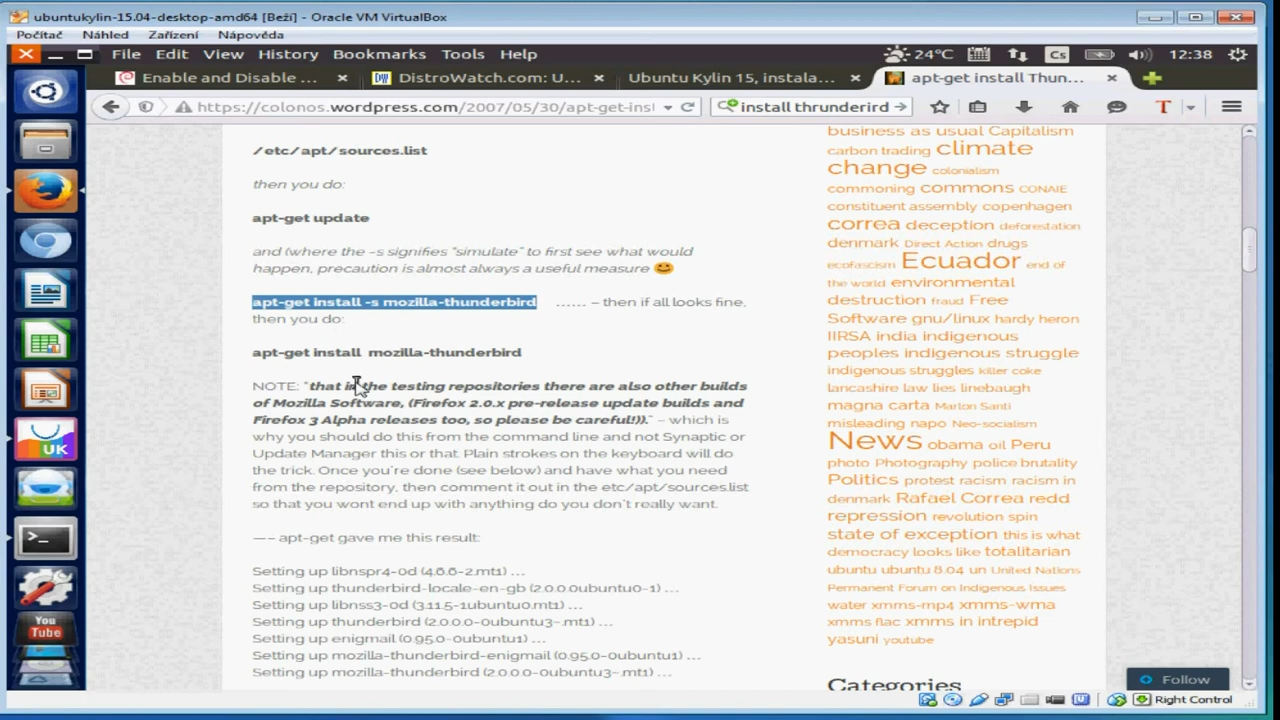 ubuntukylin-15.04-desktop-amd64 [Beží] - Oracle VM VirtualBox
Počítač Náhled Zařízení Nápověda
File Edit View History Bookmarks Tools Help
24°C Cs 12:38
Enable and Disable ...
DistroWatch.com: U...
Ubuntu Kylin 15, instala...
apt-get install Thun...
https://colonos.wordpress.com/2007/05/30/apt-get-inst
install thrunderird
T
/etc/apt/sources.list
then you do:
apt-get update
and (where the -s signifies "simulate" to first see what would
happen, precaution is almost always a useful measure
apt-get install -s mozilla-thunderbird ...... – then if all looks fine,
then you do:
apt-get install mozilla-thunderbird
NOTE: "that in the testing repositories there are also other builds
of Mozilla Software, (Firefox 2.0.x pre-release update builds and
Firefox 3 Alpha releases too, so please be careful!))." – which is
why you should do this from the command line and not Synaptic or
Update Manager this or that. Plain strokes on the keyboard will do
the trick. Once you're done (see below) and have what you need
from the repository, then comment it out in the etc/apt/sources.list
so that you wont end up with anything do you don't really want.
—– apt-get gave me this result:
Setting up libnspr4-0d (4.6.6-2.mt1) ...
Setting up thunderbird-locale-en-gb (2.0.0.0ubuntu0-1) ...
Setting up libnss3-0d (3.11.5-1ubuntu0.mt1) ...
Setting up thunderbird (2.0.0.0-0ubuntu3~.mt1) ...
Setting up enigmail (0.95.0-0ubuntu1) ...
Setting up mozilla-thunderbird-enigmail (0.95.0-0ubuntu1) ...
Setting up mozilla-thunderbird (2.0.0.0-0ubuntu3~.mt1) ...
business as usual Capitalism
carbon trading climate
change colonialism
commoning commons CONAIE
constituent assembly copenhagen
correa deception deforestation
denmark Direct Action drugs
ecofascism Ecuador end of
the world environmental
destruction fraud Free
Software gnu/linux hardy heron
IIRSA india indigenous
peoples indigenous struggle
indigenous struggles killer coke
lancashire law lies linebaugh
magna carta Marlon Santi
misleading napo Neo-socialism
News obama oil Peru
photo Photography police brutality
Politics protest racism racism in
denmark Rafael Correa redd
repression revolution spin
state of exception this is what
democracy looks like totalitarian
ubuntu ubuntu 8.04 un United Nations
Permanent Forum on Indigenous Issues
water xmms-mp4 xmms-wma
xmms flac xmms in intrepid
yasuni youtube
Categories
Follow
UK
You
Tube
Right Control